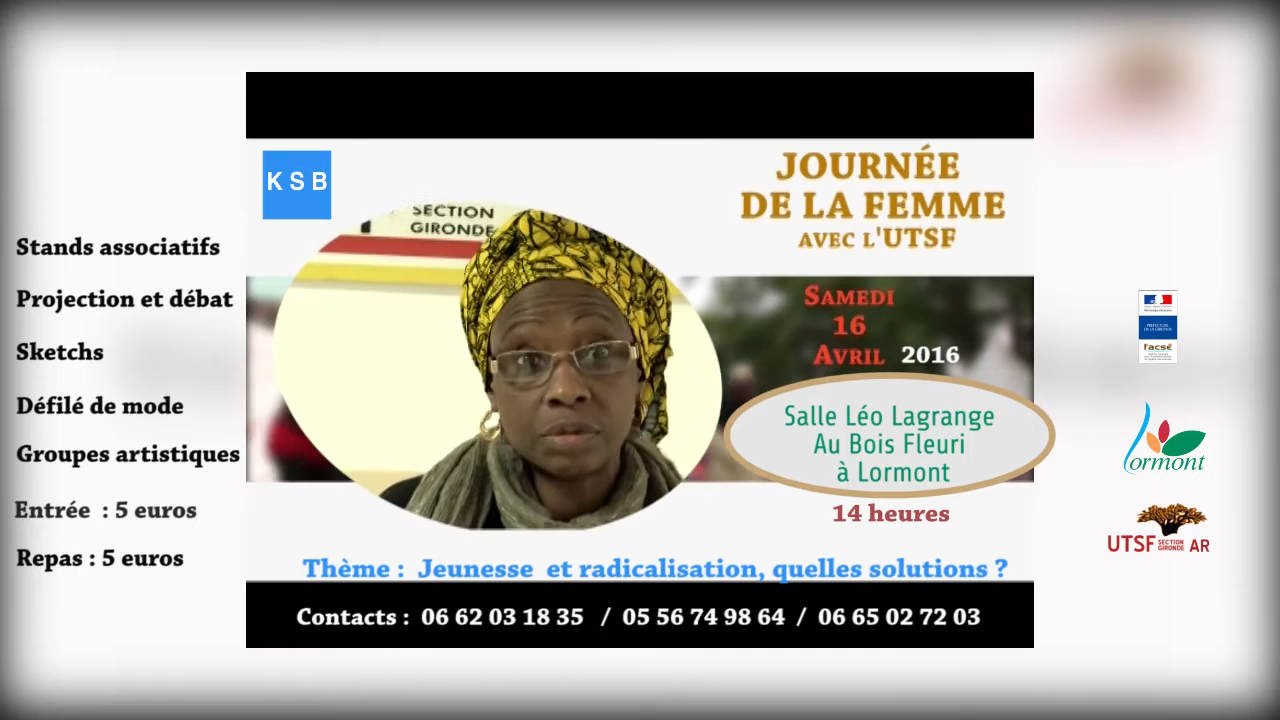 K S B
SECTION
GIRONDE
JOURNÉE
DE LA FEMME
AVEC L'UTSF
SAMEDI
16
AVRIL 2016
Salle Léo Lagrange
Au Bois Fleuri
à Lormont
14 heures
Thème : Jeunesse et radicalisation, quelles solutions ?
Contacts : 06 62 03 18 35 / 05 56 74 98 64 / 06 65 02 72 03
Stands associatifs
Projection et débat
Sketchs
Défilé de mode
Groupes artistiques
Entrée : 5 euros
Repas : 5 euros
l'acsé
Lormont
UTSF SECTION GIRONDE AR